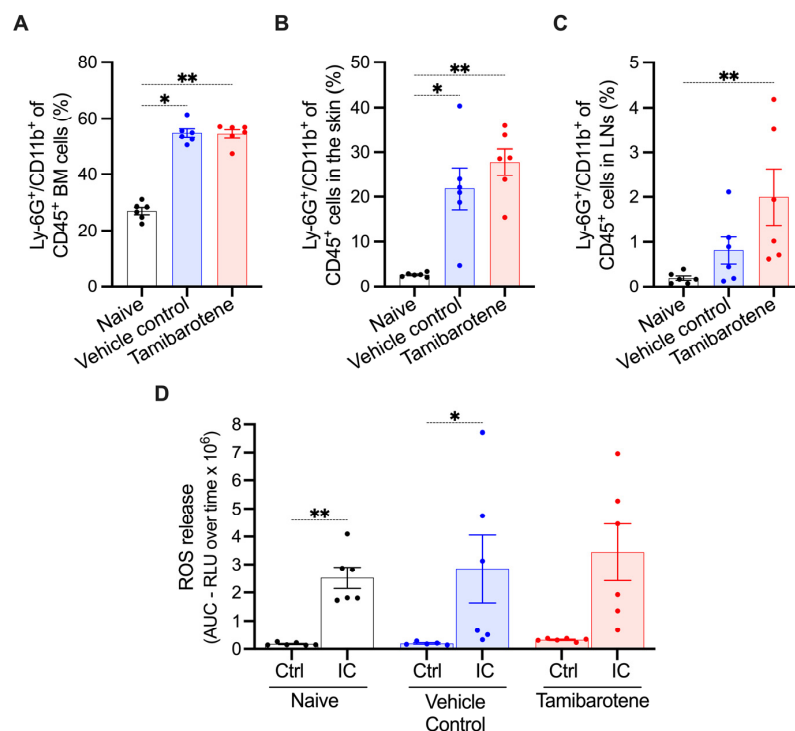 A
Ly-6G⁺/CD11b⁺ of
CD45⁺ BM cells (%)
80
60
40
20
0
**
*
Naive
Vehicle control
Tamibarotene
B
Ly-6G⁺/CD11b⁺ of
CD45⁺ cells in the skin (%)
50
40
30
20
10
0
**
*
Naive
Vehicle control
Tamibarotene
C
Ly-6G⁺/CD11b⁺ of
CD45⁺ cells in LNs (%)
5
4
3
2
1
0
**
Naive
Vehicle control
Tamibarotene
D
ROS release
(AUC - RLU over time x 10⁶)
8
7
6
5
4
3
2
1
0
**
*
Ctrl IC Ctrl IC Ctrl IC
Naive Vehicle Tamibarotene
Control